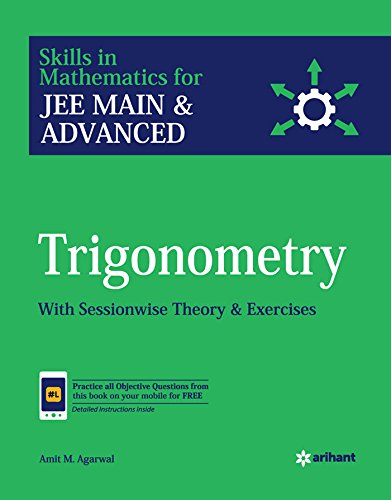 Skills in
Mathematics for
JEE MAIN &
ADVANCED
Trigonometry
With Sessionwise Theory & Exercises
#L
Practice all Objective Questions from
this book on your mobile for FREE
Detailed Instructions inside
Amit M. Agarwal
arihant